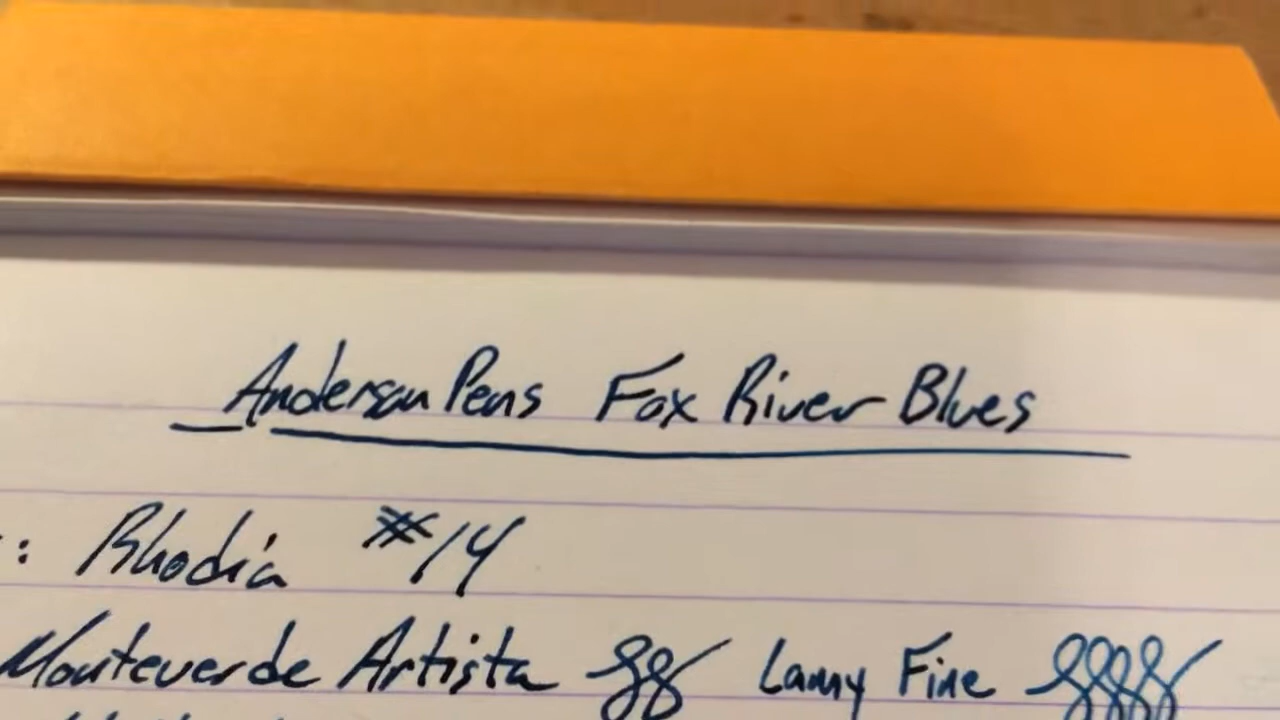 Anderson Pens Fox River Blues
: Rhodia #14
Monteverde Artista Lamy Fine